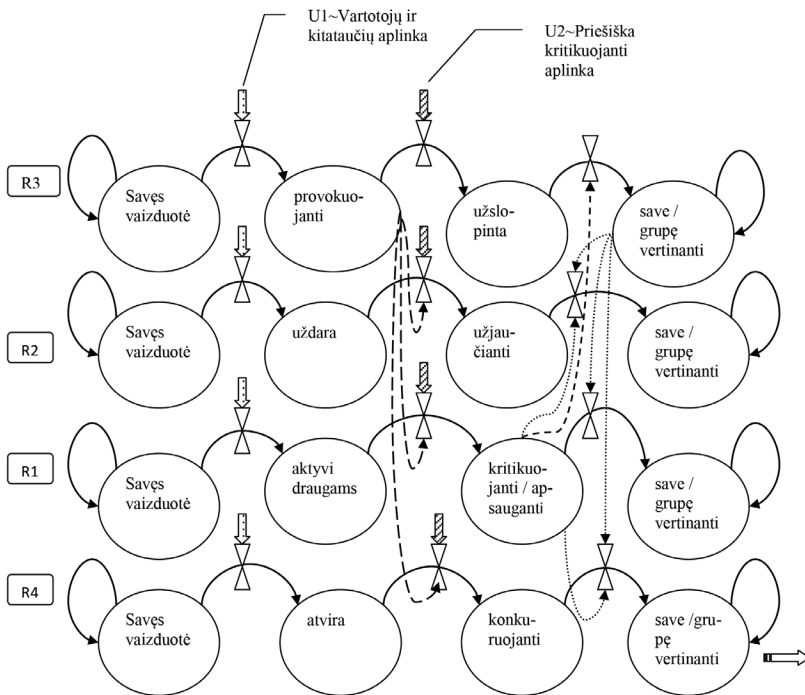 U1~Vartotojų ir
kitataučių aplinka
U2~Priešiška
kritikuojanti
aplinka
R3
Savęs
vaizduotė
provokuo-
janti
užslo-
pinta
save /
grupę
vertinanti
R2
Savęs
vaizduotė
uždara
užjau-
čianti
save /
grupę
vertinanti
R1
Savęs
vaizduotė
aktyvi
draugams
kritikuo-
janti / ap-
sauganti
save /
grupę
vertinanti
R4
Savęs
vaizduotė
atvira
konku-
ruojanti
save /gru-
pę
vertinanti